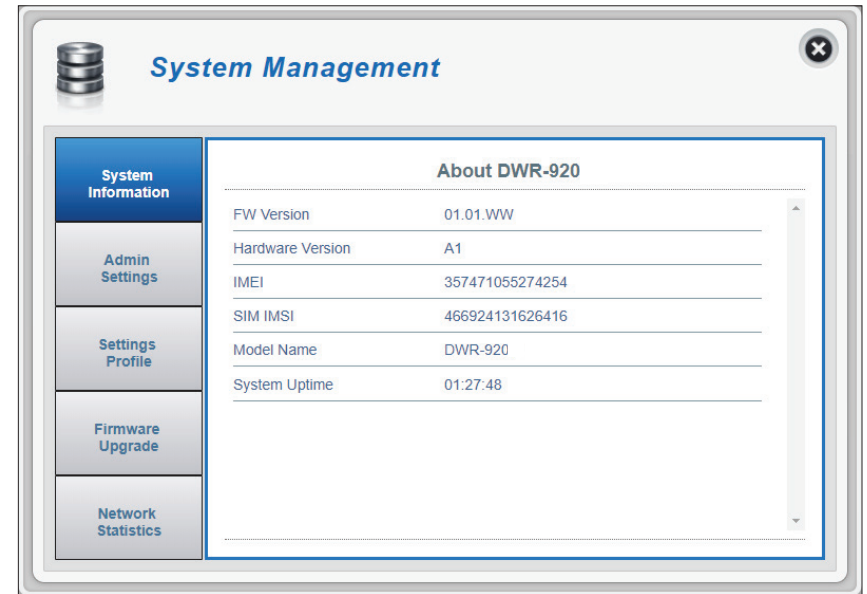 System Management
System
Information
Admin
Settings
Settings
Profile
Firmware
Upgrade
Network
Statistics
About DWR-920
FW Version 01.01.WW
Hardware Version A1
IMEI 357471055274254
SIM IMSI 466924131626416
Model Name DWR-920
System Uptime 01:27:48